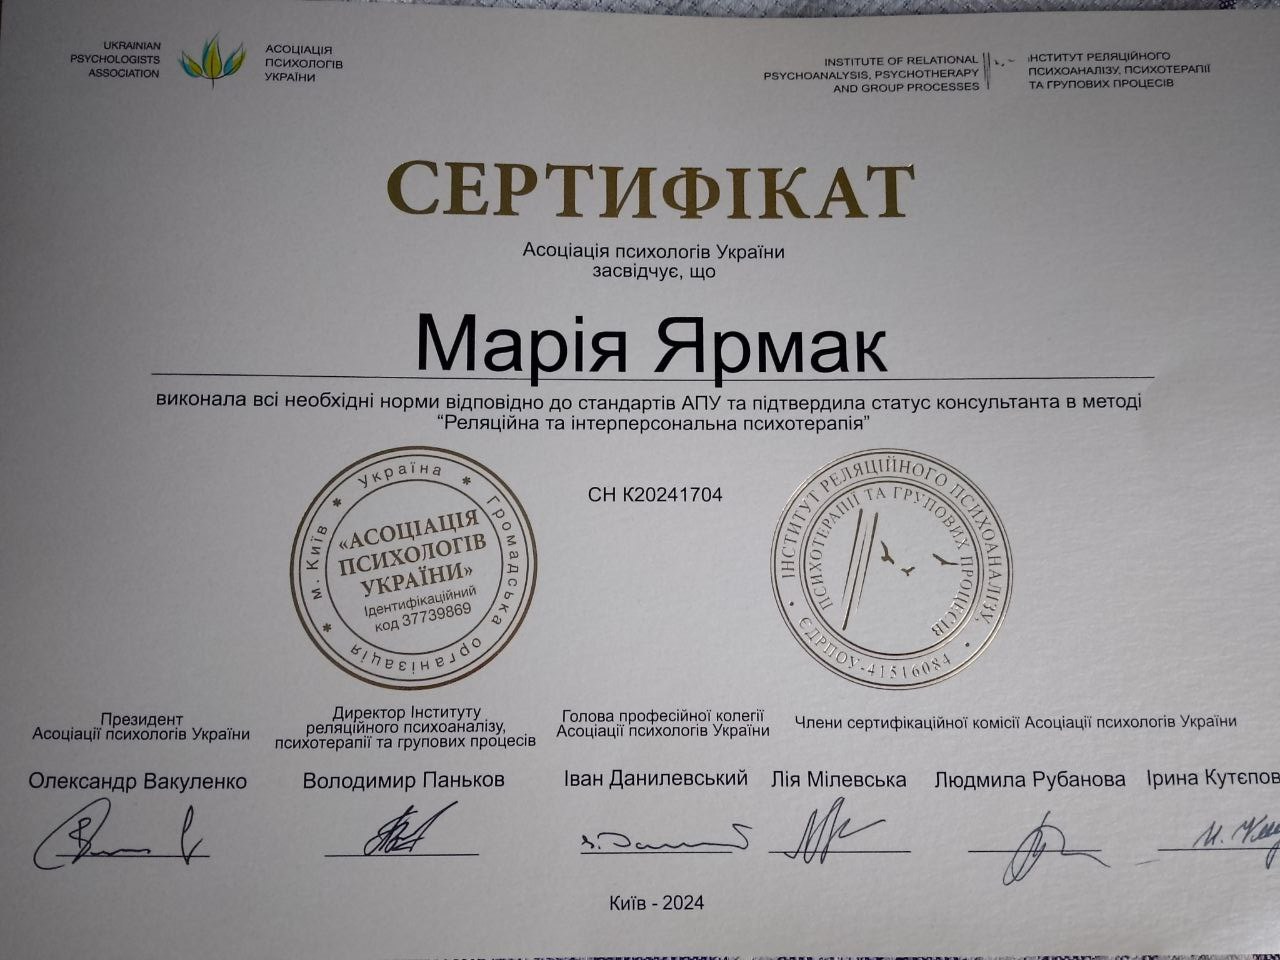 UKRAINIAN
PSYCHOLOGISTS
ASSOCIATION
АСОЦІАЦІЯ
ПСИХОЛОГІВ
УКРАЇНИ
INSTITUTE OF RELATIONAL
PSYCHOANALYSIS, PSYCHOTHERAPY
AND GROUP PROCESSES
ІНСТИТУТ РЕЛЯЦІЙНОГО
ПСИХОАНАЛІЗУ, ПСИХОТЕРАПІЇ
ТА ГРУПОВИХ ПРОЦЕСІВ
СЕРТИФІКАТ
Асоціація психологів України
засвідчує, що
Марія Ярмак
виконала всі необхідні норми відповідно до стандартів АПУ та підтвердила статус консультанта в методі
“Реляційна та інтерперсональна психотерапія”
СН К20241704
м. Київ * Україна * Громадська організація *
«АСОЦІАЦІЯ
ПСИХОЛОГІВ
УКРАЇНИ»
Ідентифікаційний
код 37739869
ІНСТИТУТ РЕЛЯЦІЙНОГО ПСИХОАНАЛІЗУ,
ПСИХОТЕРАПІЇ ТА ГРУПОВИХ ПРОЦЕСІВ
• ЄДРПОУ-41516084 •
Президент
Асоціації психологів України
Олександр Вакуленко
Директор Інституту
реляційного психоаналізу,
психотерапії та групових процесів
Володимир Паньков
Голова професійної колегії
Асоціації психологів України
Іван Данилевський
Члени сертифікаційної комісії Асоціації психологів України
Лія Мілевська
Людмила Рубанова
Ірина Кутєпов
Київ - 2024